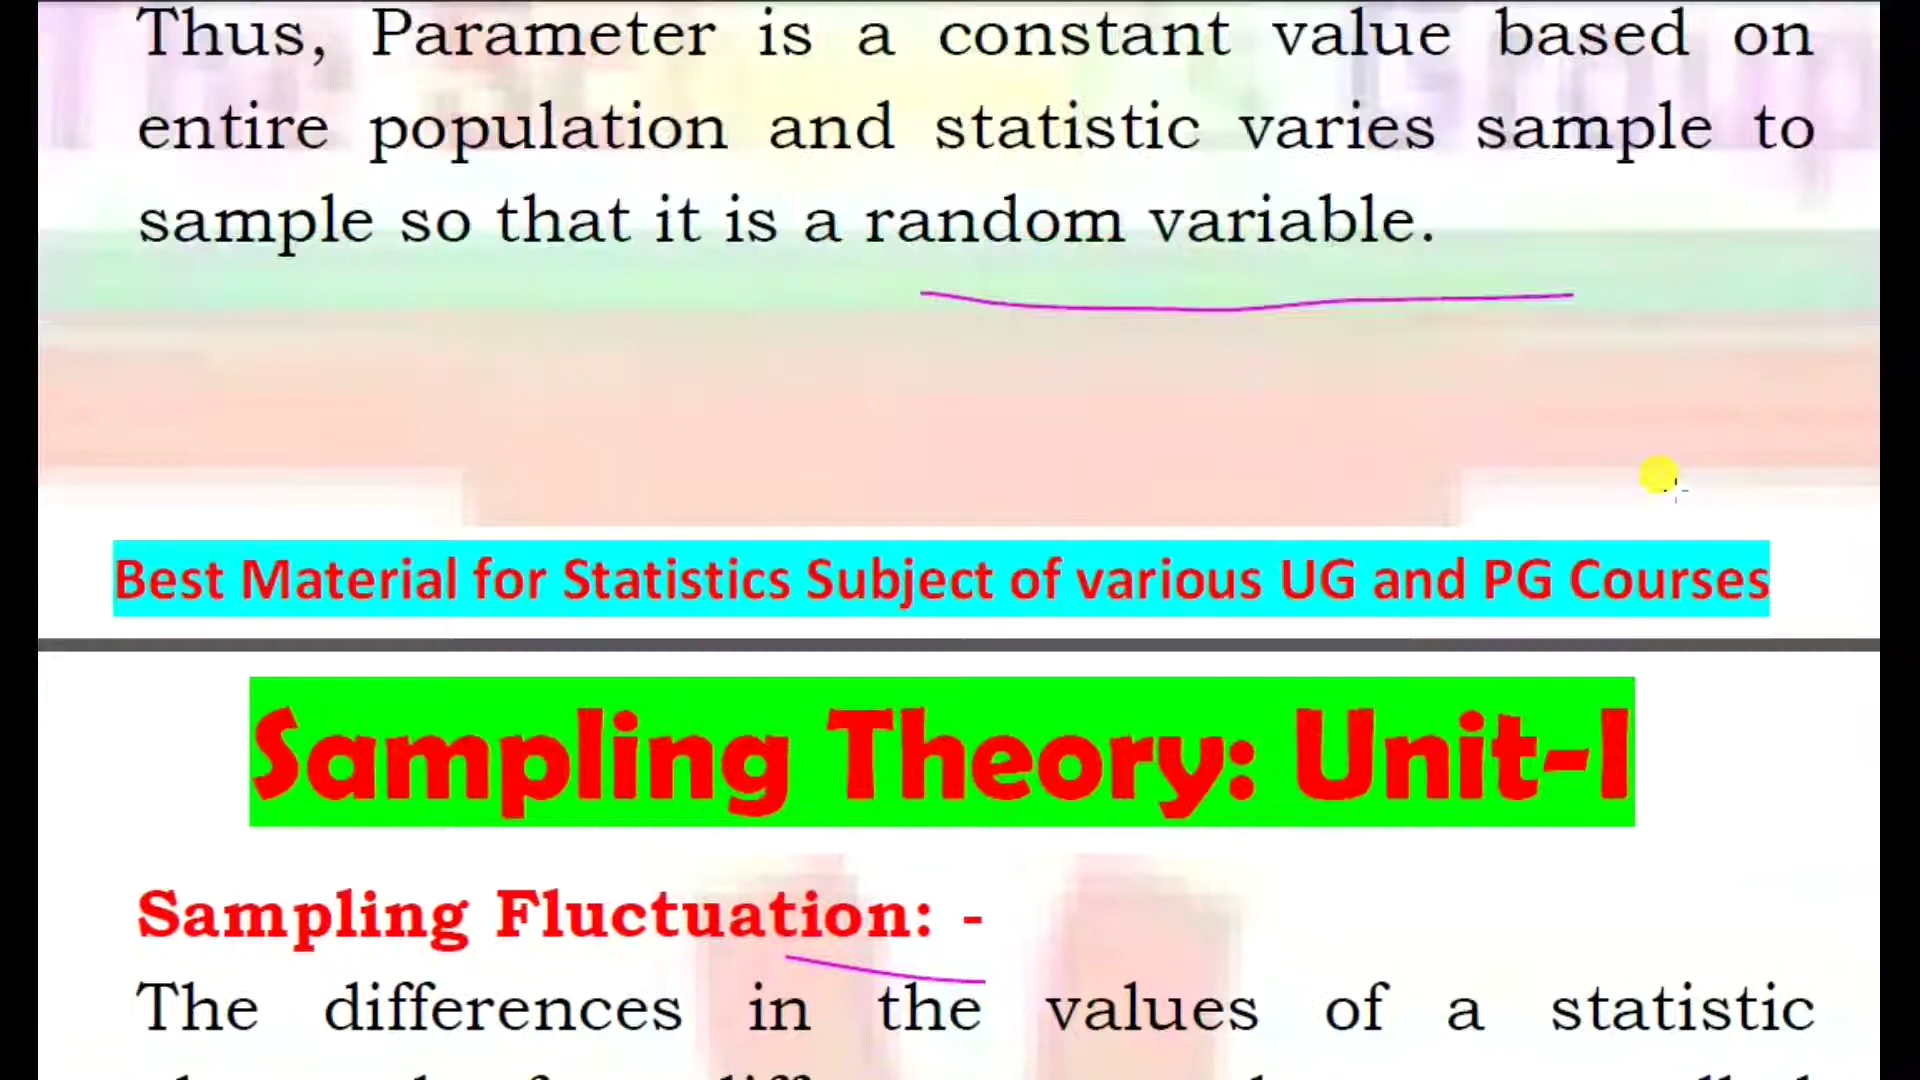 Thus, Parameter is a constant value based on
entire population and statistic varies sample to
sample so that it is a random variable.
Best Material for Statistics Subject of various UG and PG Courses
Sampling Theory: Unit-I
Sampling Fluctuation: -
The differences in the values of a statistic